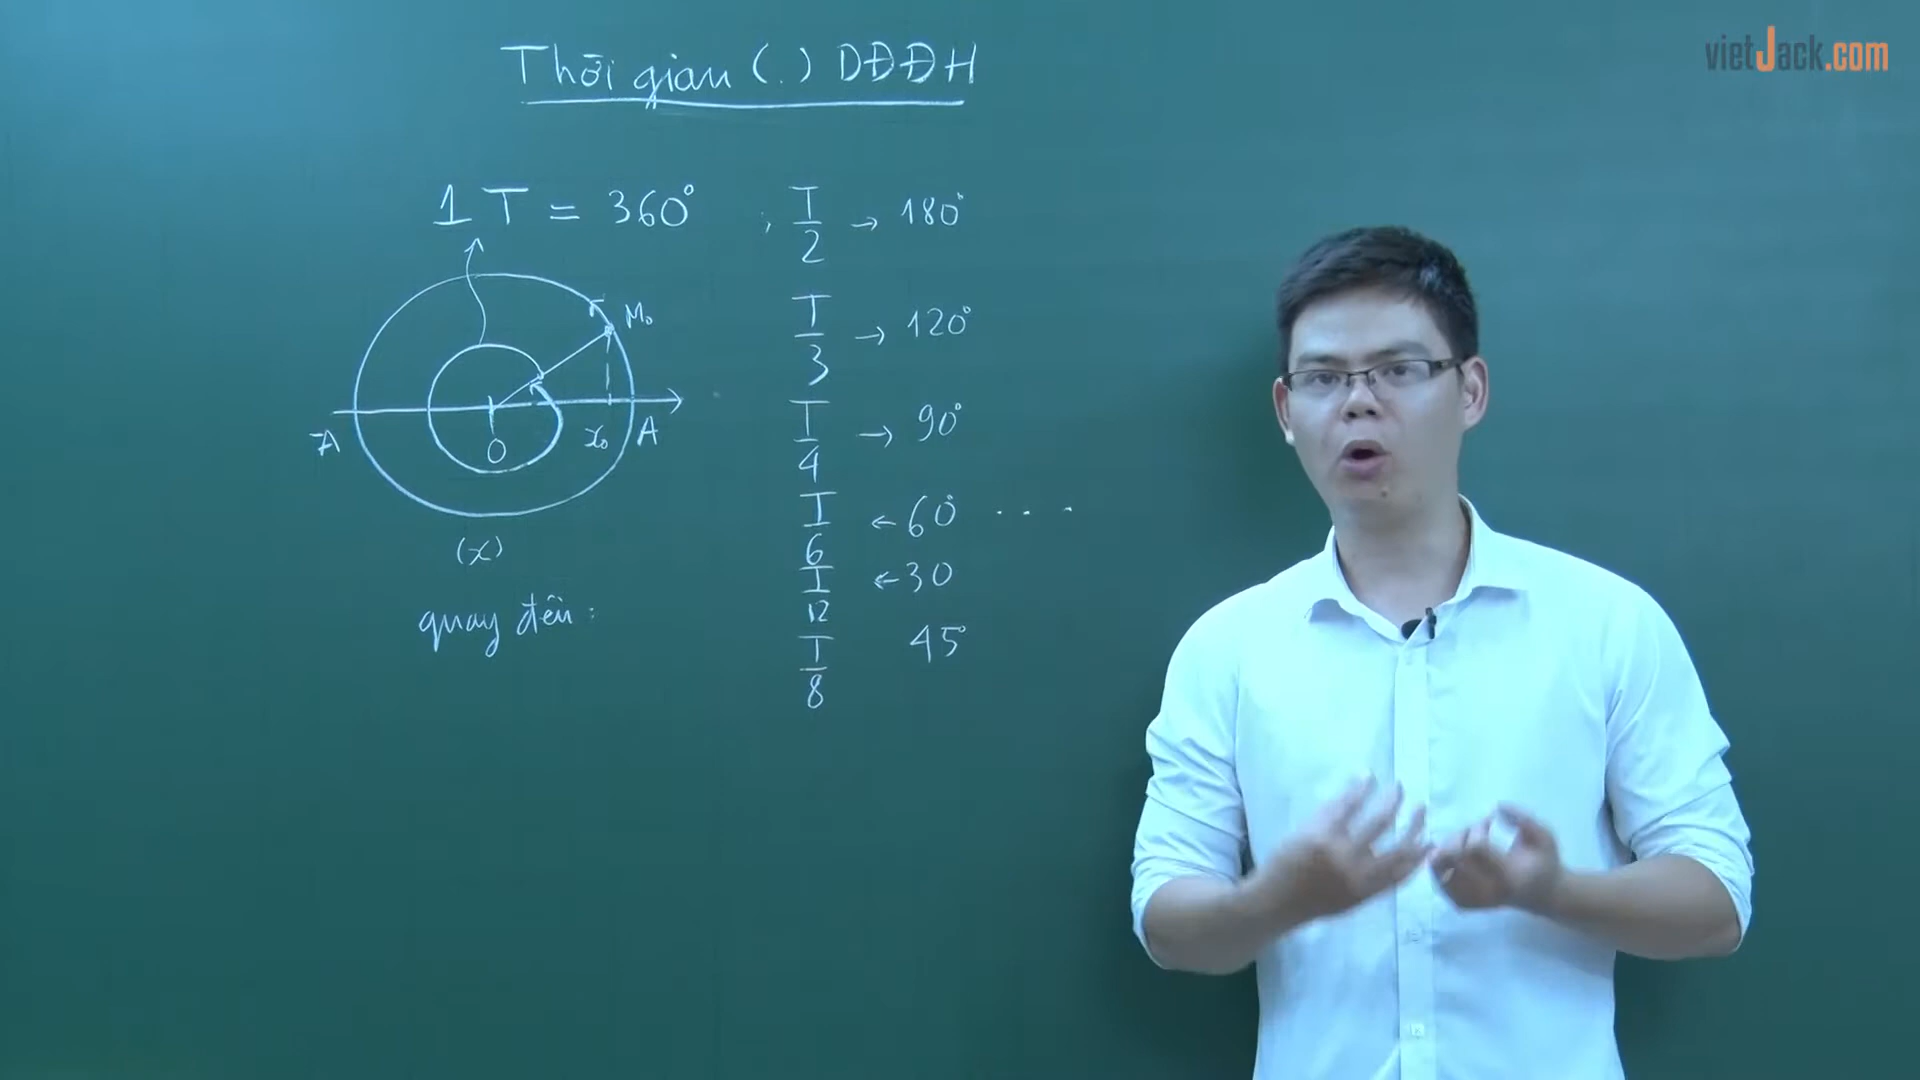 vietJack.com
Thời gian (.) DĐĐH
1T = 360° ; T/2 → 180°
T/3 → 120°
T/4 → 90°
T/6 ← 60° . . .
T/12 ← 30
T/8 45°
M₀
-A O x₀ A
(x)
quay đều :